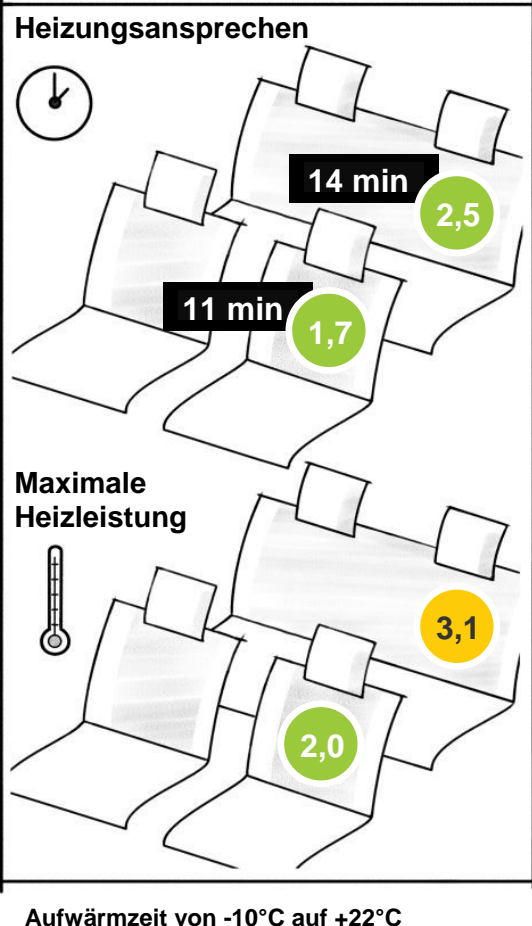 Heizungsansprechen
14 min
2,5
11 min
1,7
Maximale
Heizleistung
3,1
2,0
Aufwärmzeit von -10°C auf +22°C